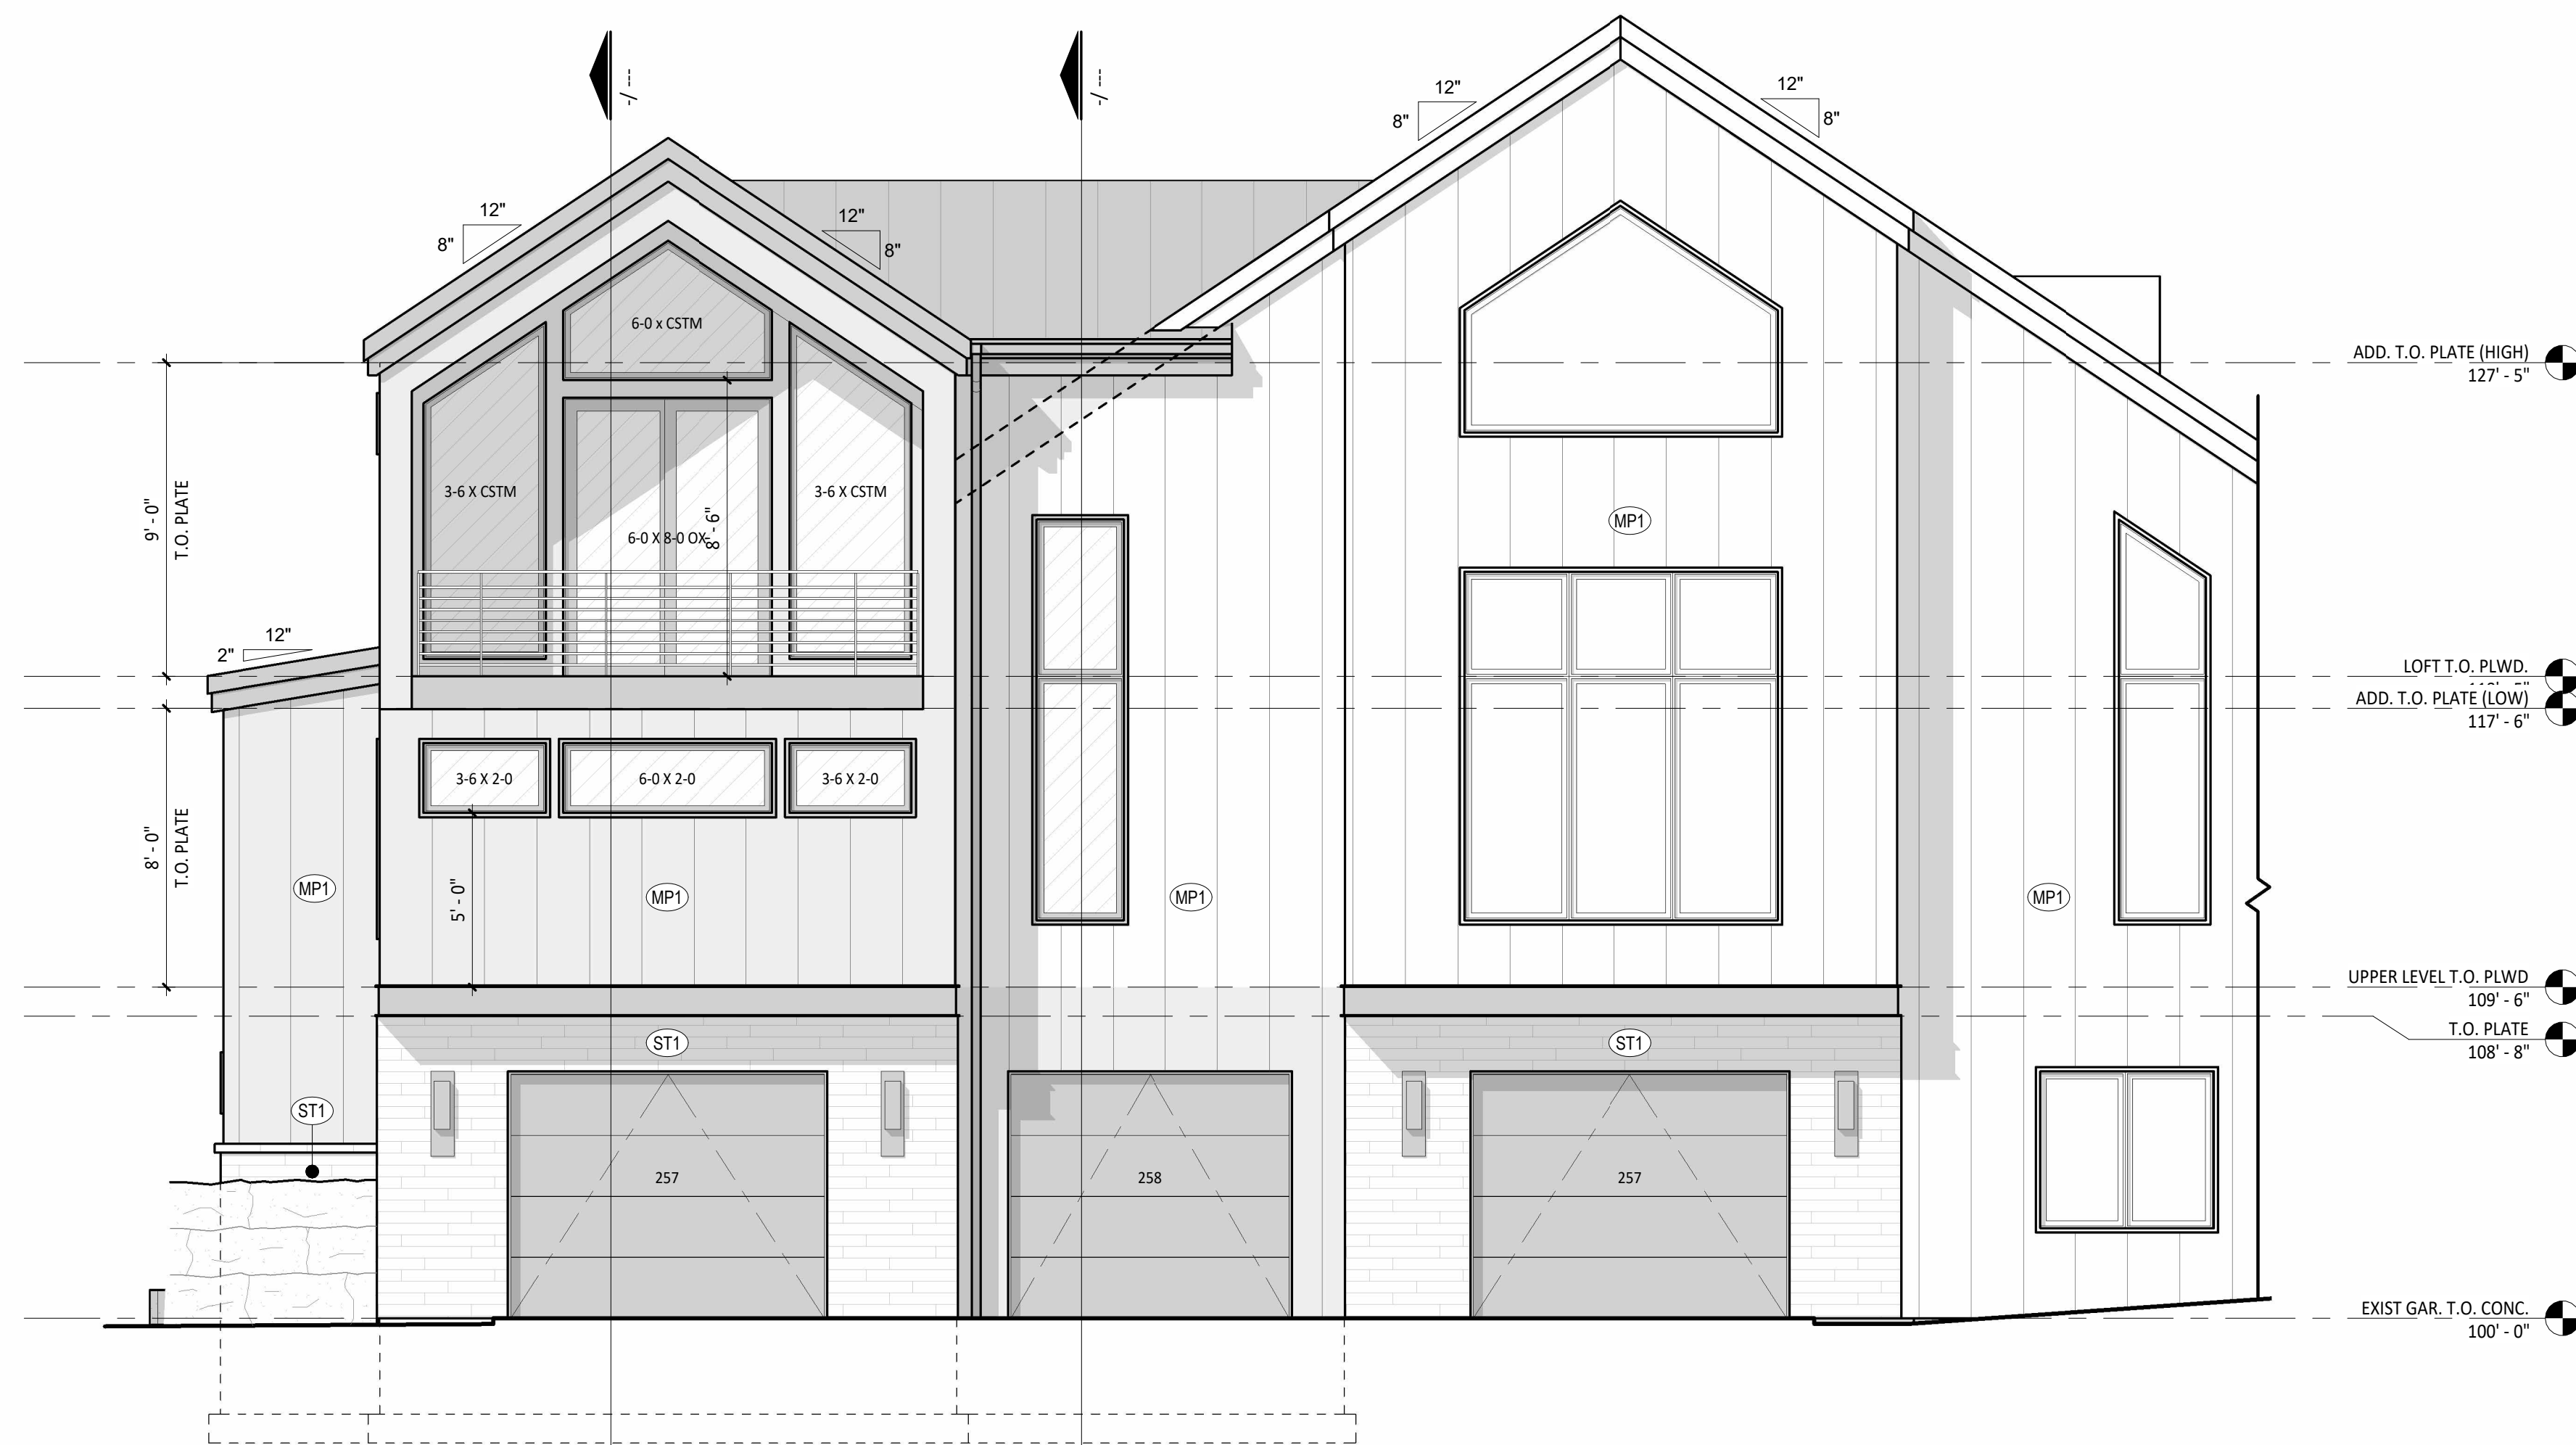 -/ ---
-/ ---
12"
8"
12"
8"
12"
8"
12"
8"
6-0 x CSTM
ADD. T.O. PLATE (HIGH)
127' - 5"
9' - 0"
T.O. PLATE
3-6 X CSTM
3-6 X CSTM
6-0 X 8-0 OX
8' - 6"
MP1
12"
2"
LOFT T.O. PLWD.
ADD. T.O. PLATE (LOW)
117' - 6"
3-6 X 2-0
6-0 X 2-0
3-6 X 2-0
8' - 0"
T.O. PLATE
5' - 0"
MP1
MP1
MP1
MP1
UPPER LEVEL T.O. PLWD
109' - 6"
ST1
ST1
T.O. PLATE
108' - 8"
ST1
257
258
257
EXIST GAR. T.O. CONC.
100' - 0"